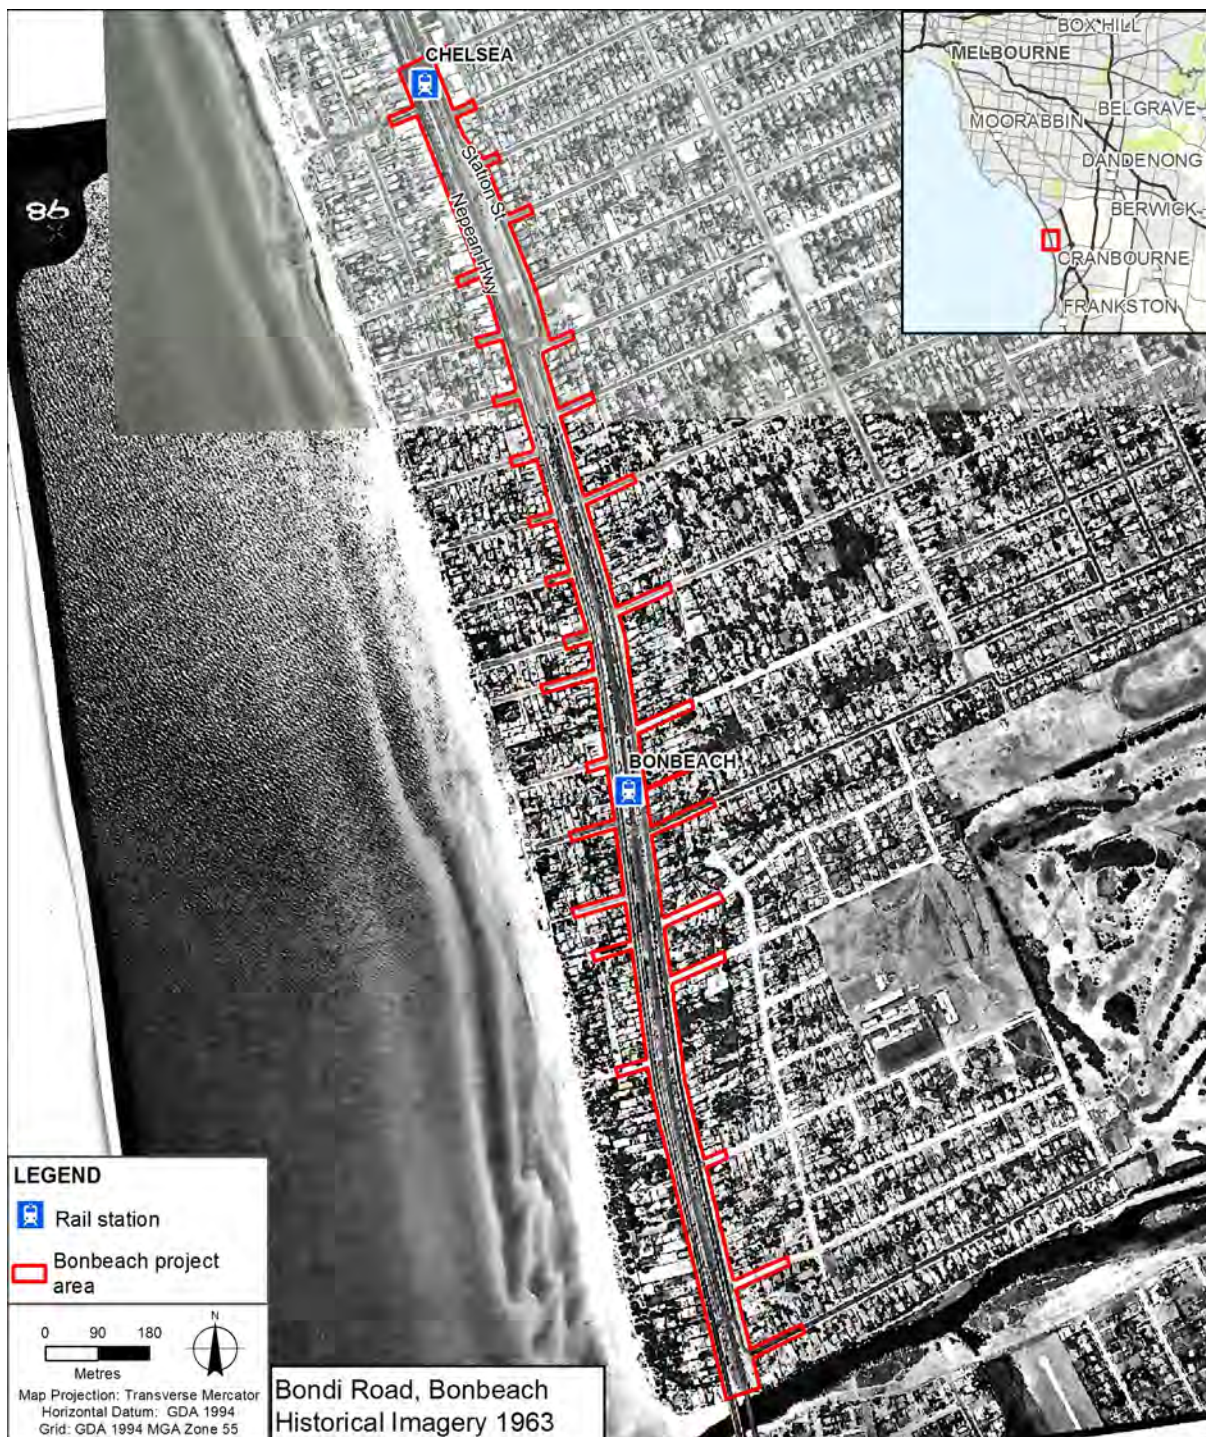 CHELSEA
Station St
Nepean Hwy
98
BOX HILL
MELBOURNE
BELGRAVE
MOORABBIN
DANDENONG
BERWICK
CRANBOURNE
FRANKSTON
BONBEACH
LEGEND
Rail station
Bonbeach project
area
0 90 180
Metres
N
Map Projection: Transverse Mercator
Horizontal Datum: GDA 1994
Grid: GDA 1994 MGA Zone 55
Bondi Road, Bonbeach
Historical Imagery 1963